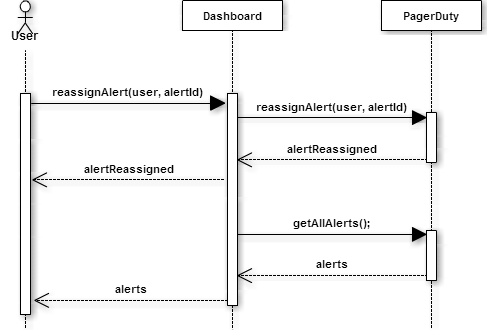 User
Dashboard
PagerDuty
reassignAlert(user, alertId)
reassignAlert(user, alertId)
alertReassigned
alertReassigned
getAllAlerts();
alerts
alerts